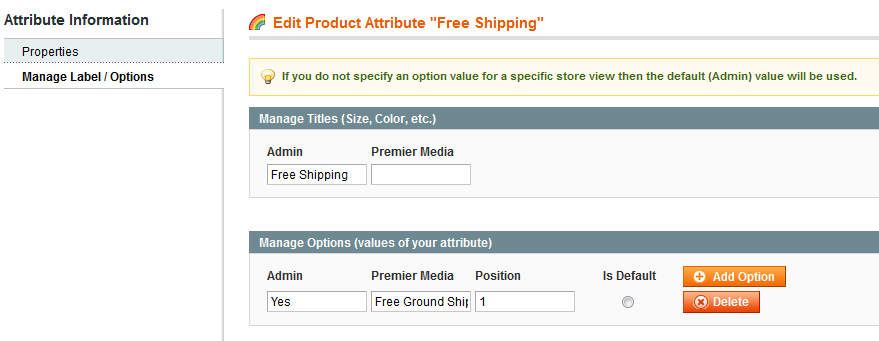 Attribute Information
Properties
Manage Label / Options
Edit Product Attribute "Free Shipping"
If you do not specify an option value for a specific store view then the default (Admin) value will be used.
Manage Titles (Size, Color, etc.)
Admin Premier Media
Free Shipping
Manage Options (values of your attribute)
Admin Premier Media Position Is Default Add Option
Yes Free Ground Ship 1 Delete